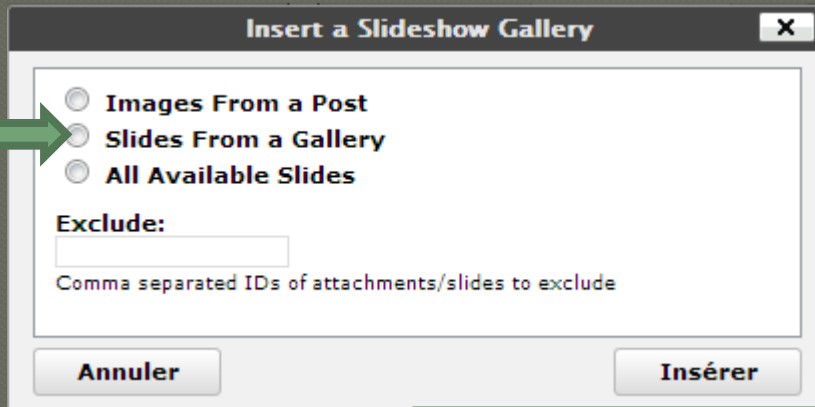 Insert a Slideshow Gallery
Images From a Post
Slides From a Gallery
All Available Slides
Exclude:
Comma separated IDs of attachments/slides to exclude
Annuler Insérer